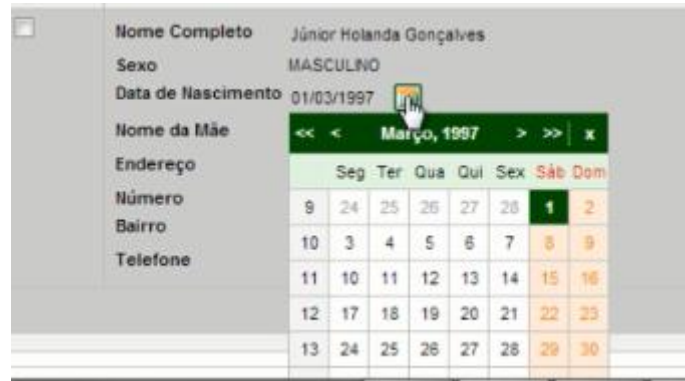 Nome Completo Júnior Holanda Gonçalves
Sexo MASCULINO
Data de Nascimento 01/03/1997
Nome da Mãe
Endereço
Número
Bairro
Telefone
<< < Março, 1997 > >> x
Seg Ter Qua Qui Sex Sáb Dom
9 24 25 26 27 28 1 2
10 3 4 5 6 7 8 9
11 10 11 12 13 14 15 16
12 17 18 19 20 21 22 23
13 24 25 26 27 28 29 30